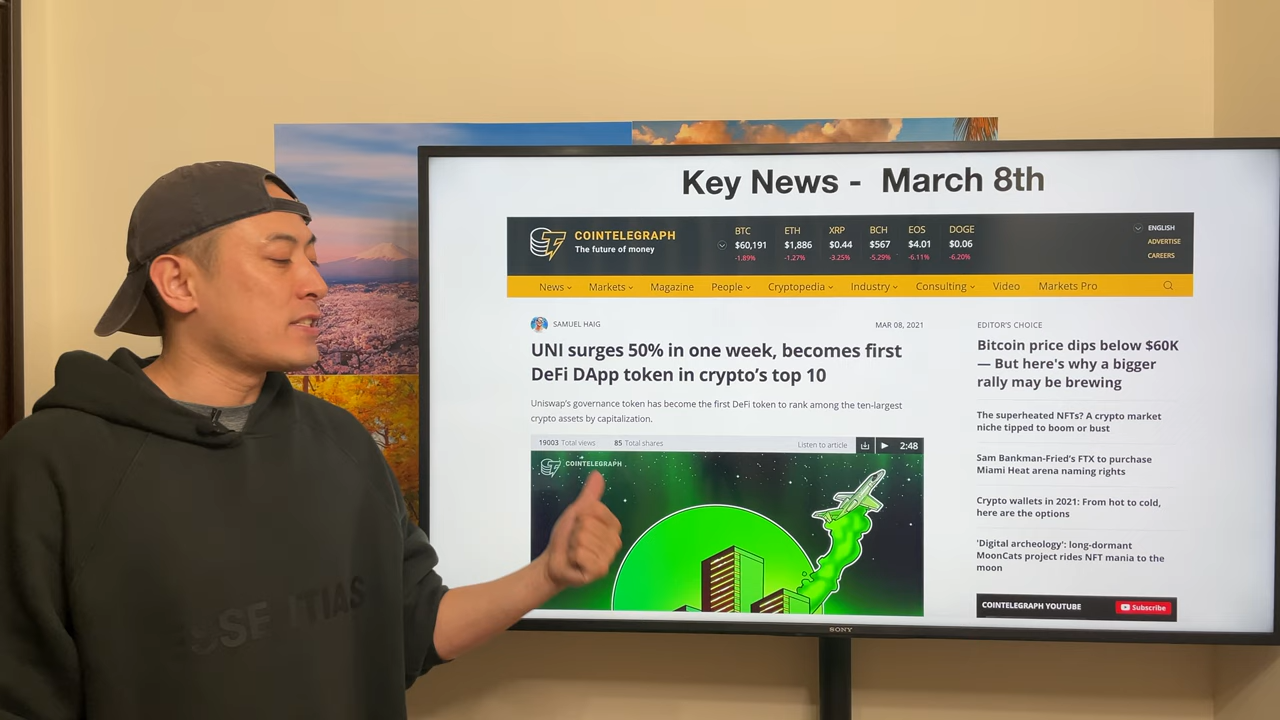 Key News - March 8th
COINTELEGRAPH
The future of money
BTC ETH XRP BCH EOS DOGE
$60,191 $1,886 $0.44 $567 $4.01 $0.06
-1.89% -1.27% -3.25% -5.29% -6.11% -6.20%
ENGLISH
ADVERTISE
CAREERS
News Markets Magazine People Cryptopedia Industry Consulting Video Markets Pro
SAMUEL HAIG
MAR 08, 2021
UNI surges 50% in one week, becomes first
DeFi DApp token in crypto's top 10
Uniswap's governance token has become the first DeFi token to rank among the ten-largest
crypto assets by capitalization.
19003 Total views 85 Total shares
Listen to article
2:48
COINTELEGRAPH
EDITOR'S CHOICE
Bitcoin price dips below $60K
— But here's why a bigger
rally may be brewing
The superheated NFTs? A crypto market
niche tipped to boom or bust
Sam Bankman-Fried's FTX to purchase
Miami Heat arena naming rights
Crypto wallets in 2021: From hot to cold,
here are the options
'Digital archeology': long-dormant
MoonCats project rides NFT mania to the
moon
COINTELEGRAPH YOUTUBE
Subscribe
SONY